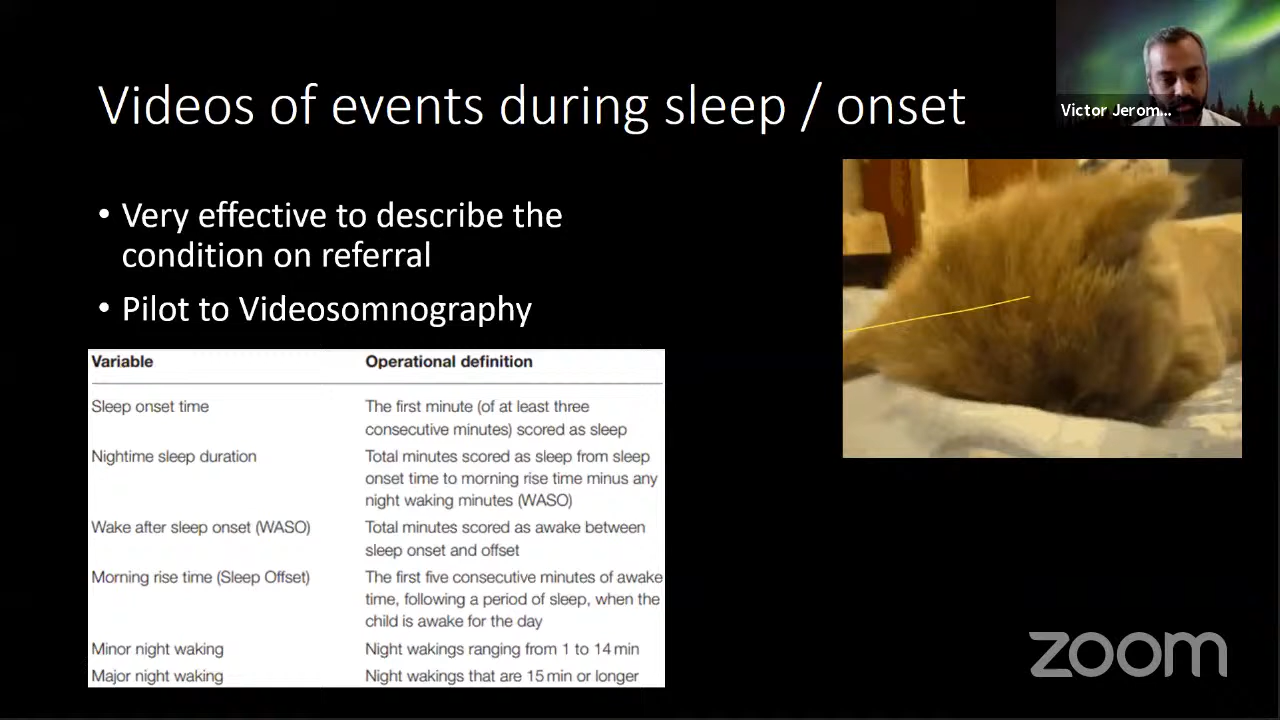 Videos of events during sleep / onset
Victor Jerom...
• Very effective to describe the
condition on referral
• Pilot to Videosomnography
Variable Operational definition
Sleep onset time The first minute (of at least three
consecutive minutes) scored as sleep
Nightime sleep duration Total minutes scored as sleep from sleep
onset time to morning rise time minus any
night waking minutes (WASO)
Wake after sleep onset (WASO) Total minutes scored as awake between
sleep onset and offset
Morning rise time (Sleep Offset) The first five consecutive minutes of awake
time, following a period of sleep, when the
child is awake for the day
Minor night waking Night wakings ranging from 1 to 14 min
Major night waking Night wakings that are 15 min or longer
zoom